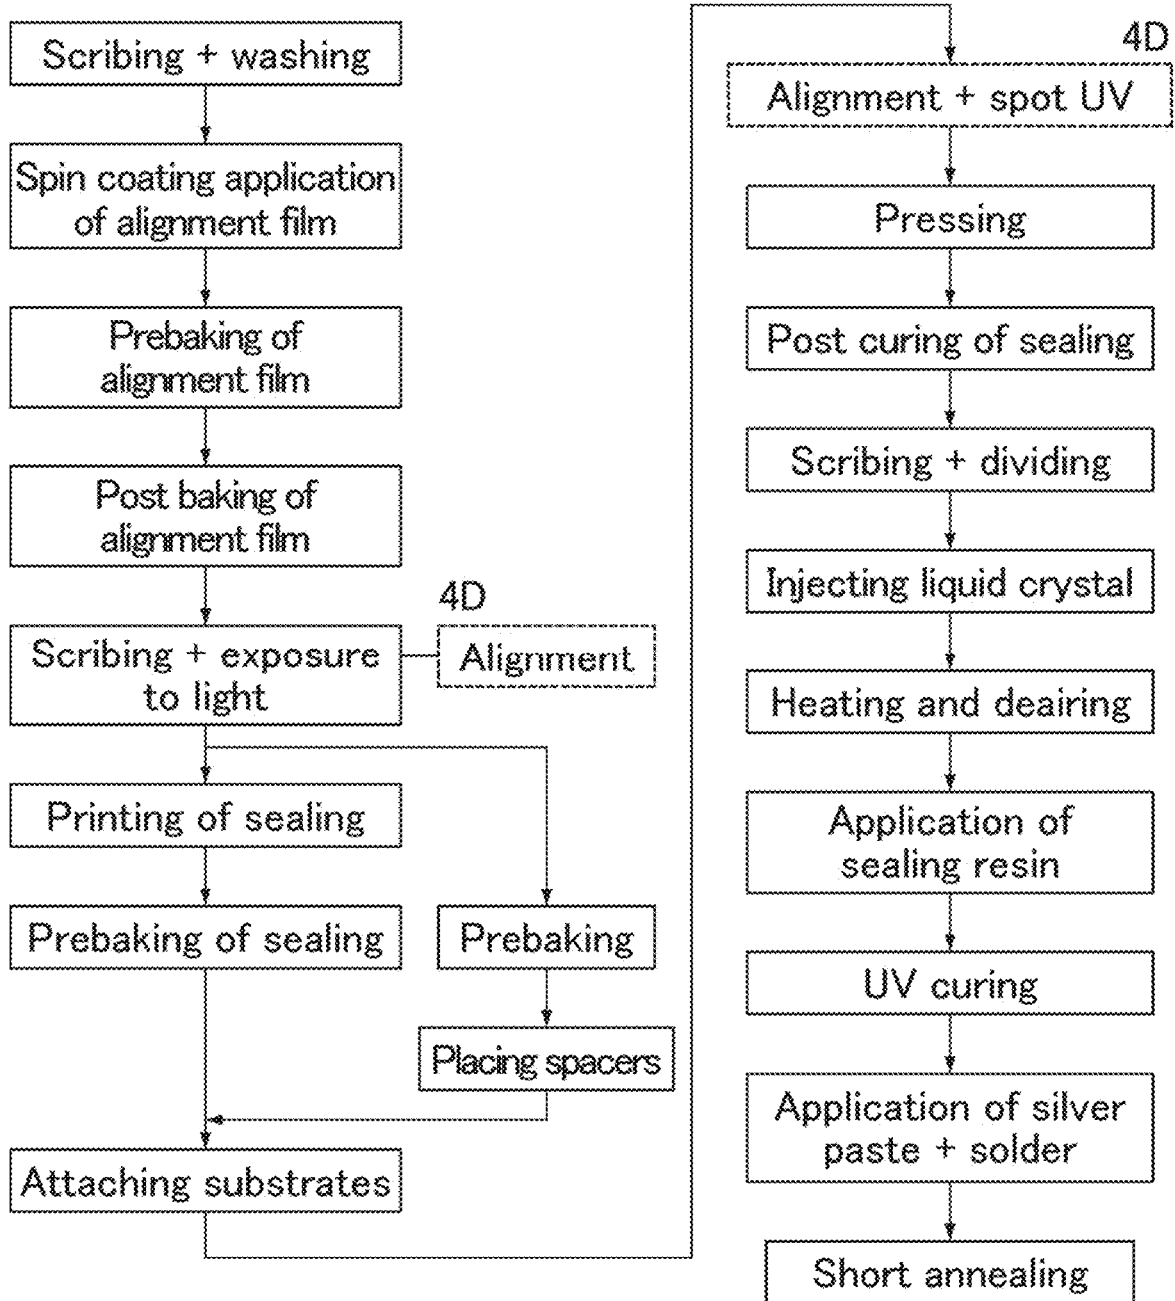 Scribing + washing
Spin coating application
of alignment film
Prebaking of
alignment film
Post baking of
alignment film
4D
Scribing + exposure
to light
Alignment
Printing of sealing
Prebaking of sealing
Prebaking
Placing spacers
Attaching substrates
4D
Alignment + spot UV
Pressing
Post curing of sealing
Scribing + dividing
Injecting liquid crystal
Heating and deairing
Application of
sealing resin
UV curing
Application of silver
paste + solder
Short annealing